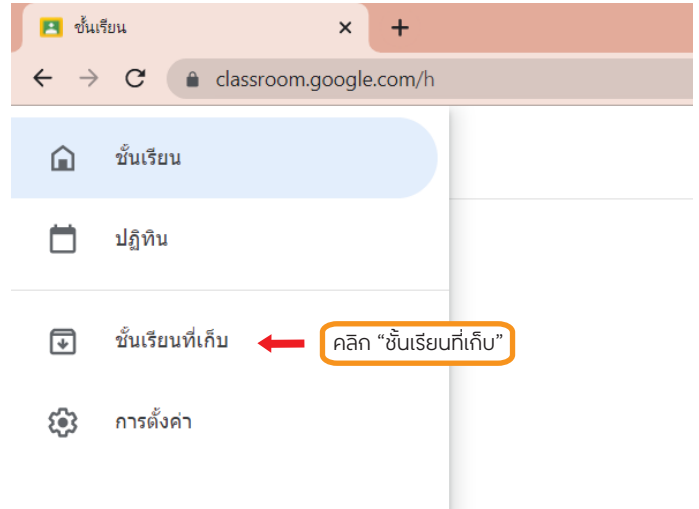 ชั้นเรียน
classroom.google.com/h
ชั้นเรียน
ปฏิทิน
ชั้นเรียนที่เก็บ
คลิก “ชั้นเรียนที่เก็บ”
การตั้งค่า